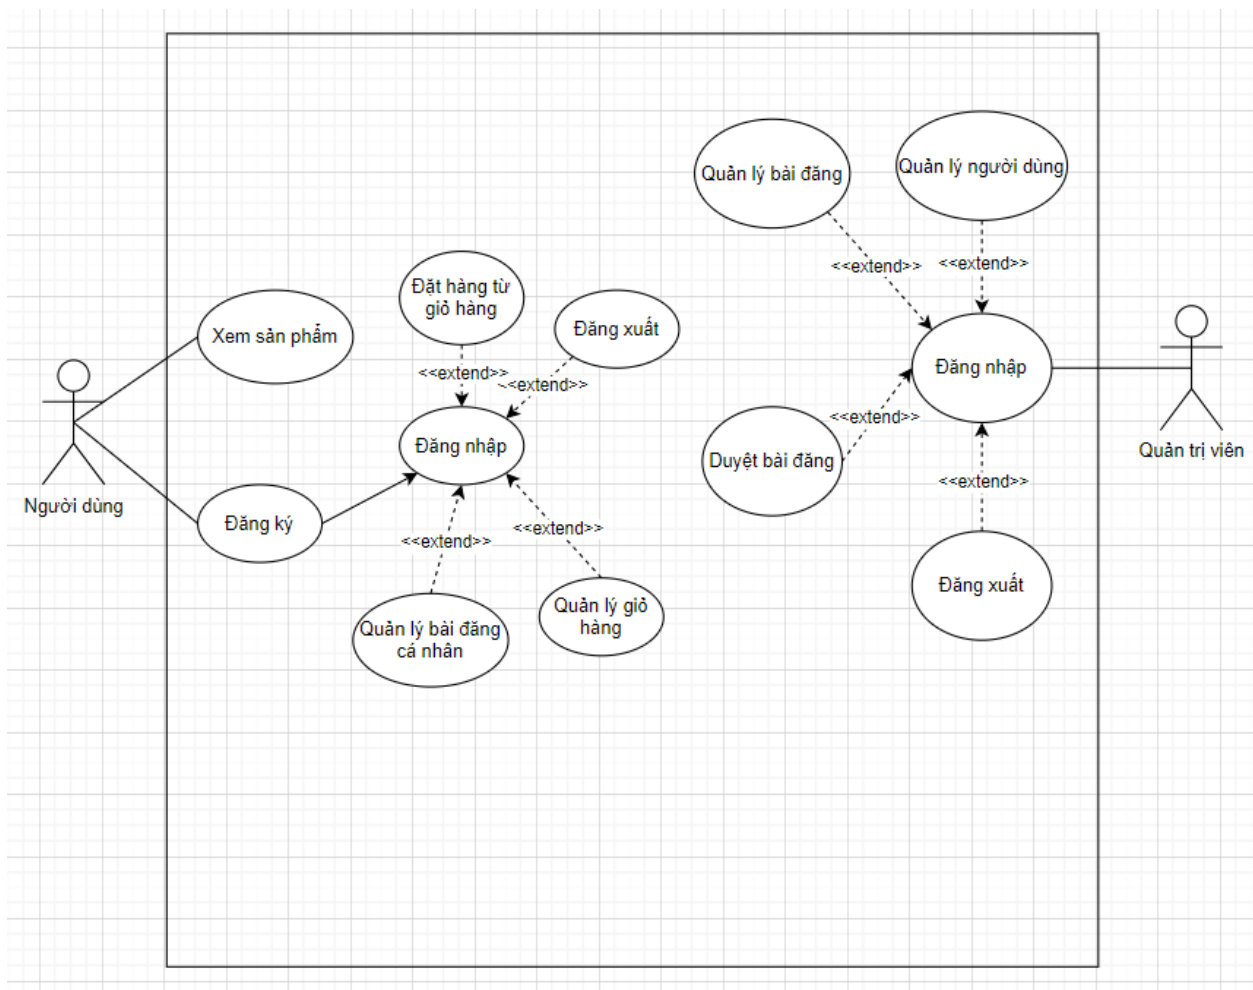 Quản lý bài đăng
Quản lý người dùng
<<extend>>
<<extend>>
Đặt hàng từ
giỏ hàng
Đăng xuất
Xem sản phẩm
<<extend>>
<<extend>>
Đăng nhập
Đăng nhập
<<extend>>
Duyệt bài đăng
Quản trị viên
Người dùng
Đăng ký
<<extend>>
<<extend>>
<<extend>>
Đăng xuất
Quản lý bài đăng
cá nhân
Quản lý giỏ
hàng